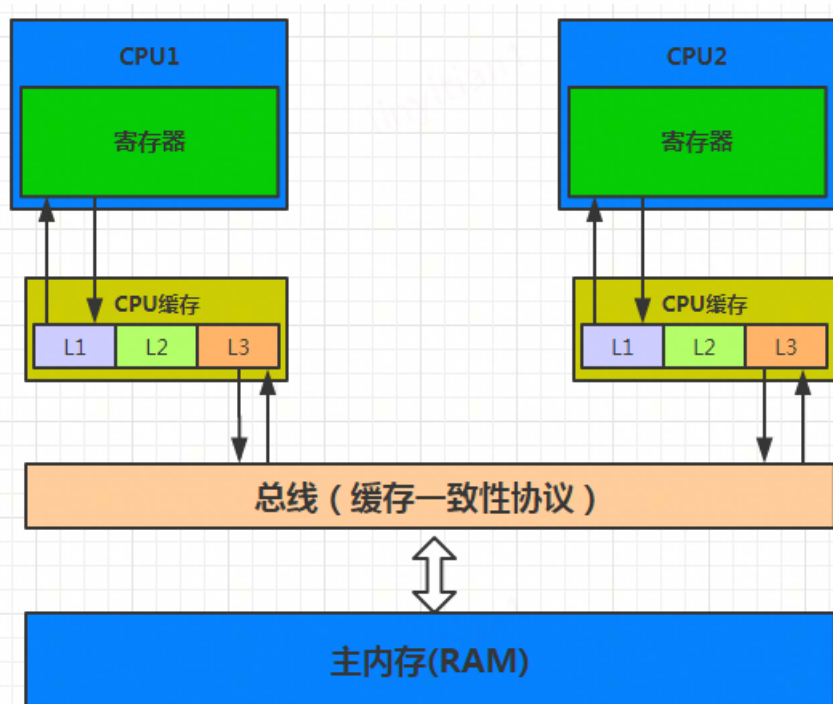 CPU1
CPU2
寄存器
寄存器
CPU缓存
CPU缓存
L1 L2 L3
L1 L2 L3
总线（缓存一致性协议）
主内存(RAM)